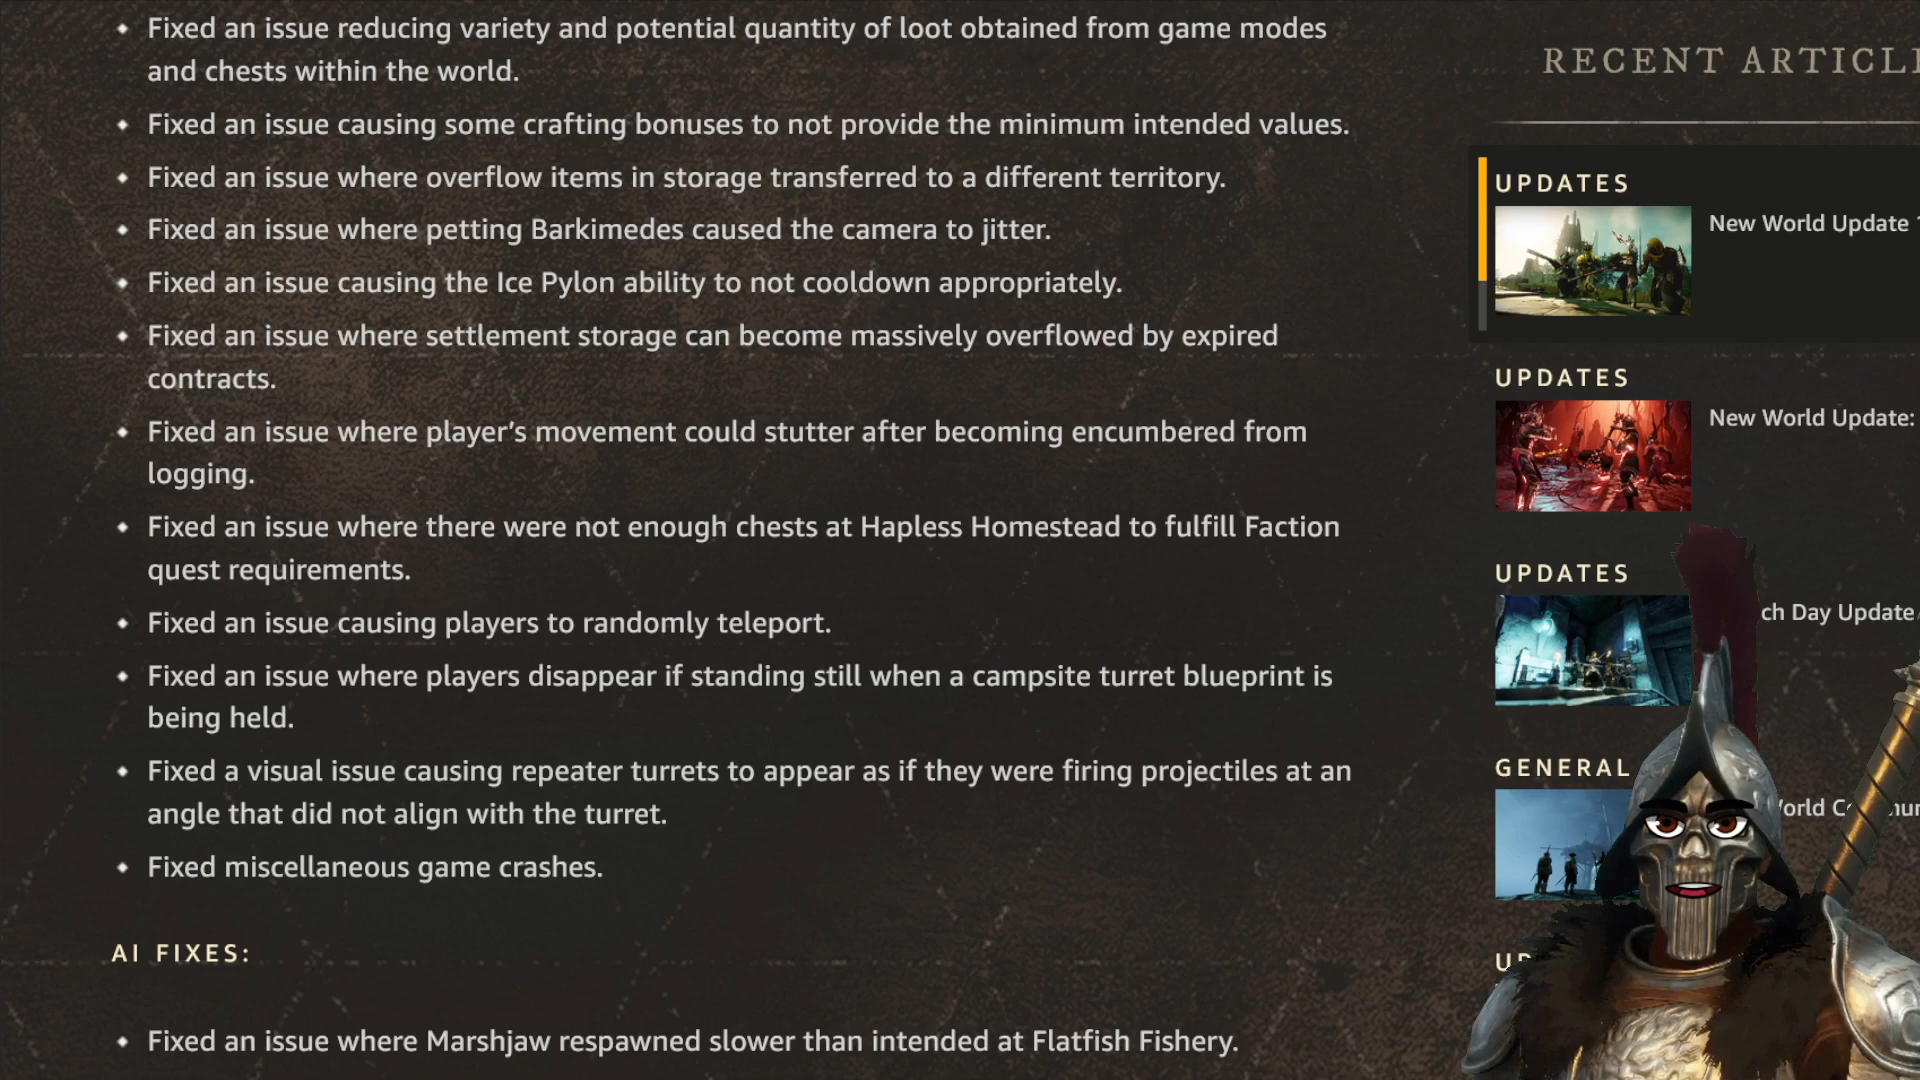 Fixed an issue reducing variety and potential quantity of loot obtained from game modes
and chests within the world.
Fixed an issue causing some crafting bonuses to not provide the minimum intended values.
Fixed an issue where overflow items in storage transferred to a different territory.
Fixed an issue where petting Barkimedes caused the camera to jitter.
Fixed an issue causing the Ice Pylon ability to not cooldown appropriately.
Fixed an issue where settlement storage can become massively overflowed by expired
contracts.
Fixed an issue where player’s movement could stutter after becoming encumbered from
logging.
Fixed an issue where there were not enough chests at Hapless Homestead to fulfill Faction
quest requirements.
Fixed an issue causing players to randomly teleport.
Fixed an issue where players disappear if standing still when a campsite turret blueprint is
being held.
Fixed a visual issue causing repeater turrets to appear as if they were firing projectiles at an
angle that did not align with the turret.
Fixed miscellaneous game crashes.
AI FIXES:
Fixed an issue where Marshjaw respawned slower than intended at Flatfish Fishery.
RECENT
UPDATES
New World Update
UPDATES
New World Update:
UPDATES
Day Update
GENERAL